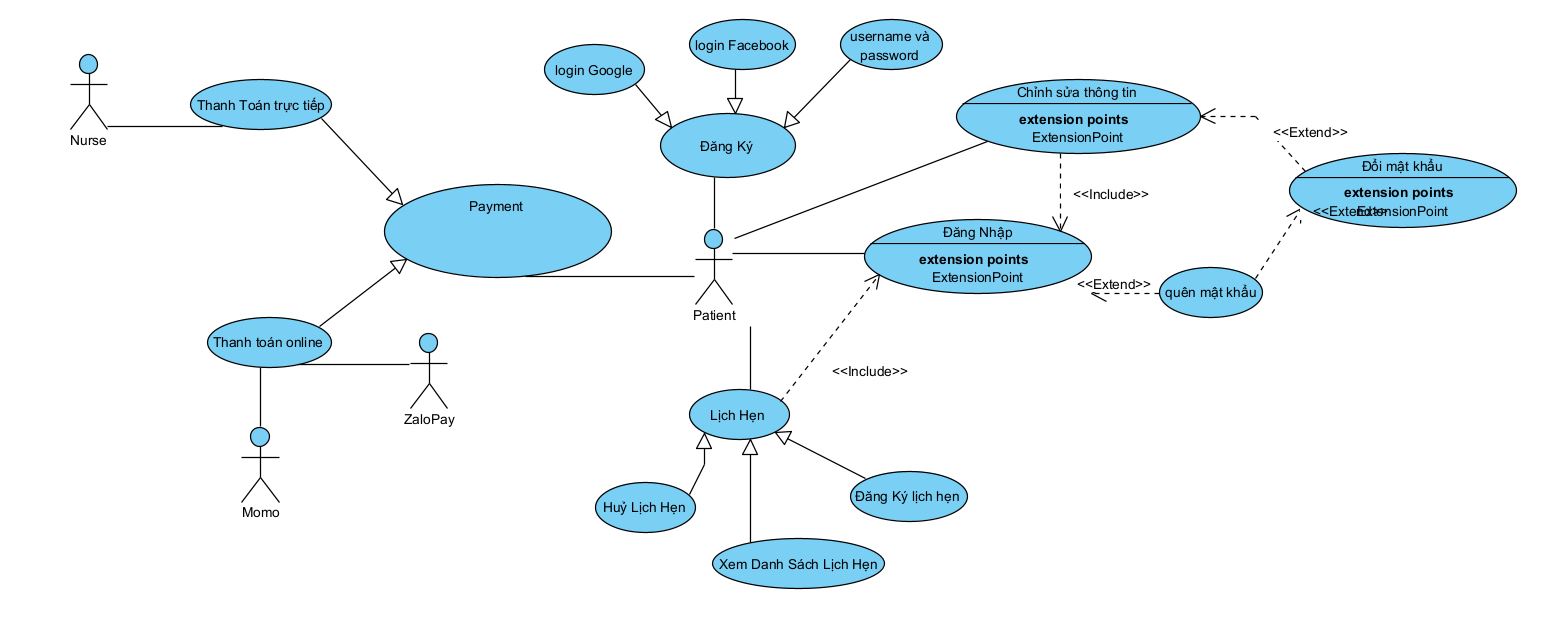 login Google
login Facebook
username và
password
Nurse
Thanh Toán trực tiếp
Đăng Ký
Chỉnh sửa thông tin
extension points
ExtensionPoint
<<Extend>>
Đổi mật khẩu
extension points
ExtensionPoint
<<Extend>>
<<Include>>
Payment
Đăng Nhập
extension points
ExtensionPoint
<<Extend>>
quên mật khẩu
Patient
Thanh toán online
ZaloPay
Momo
<<Include>>
Lịch Hẹn
Huỷ Lịch Hẹn
Đăng Ký lịch hẹn
Xem Danh Sách Lịch Hẹn